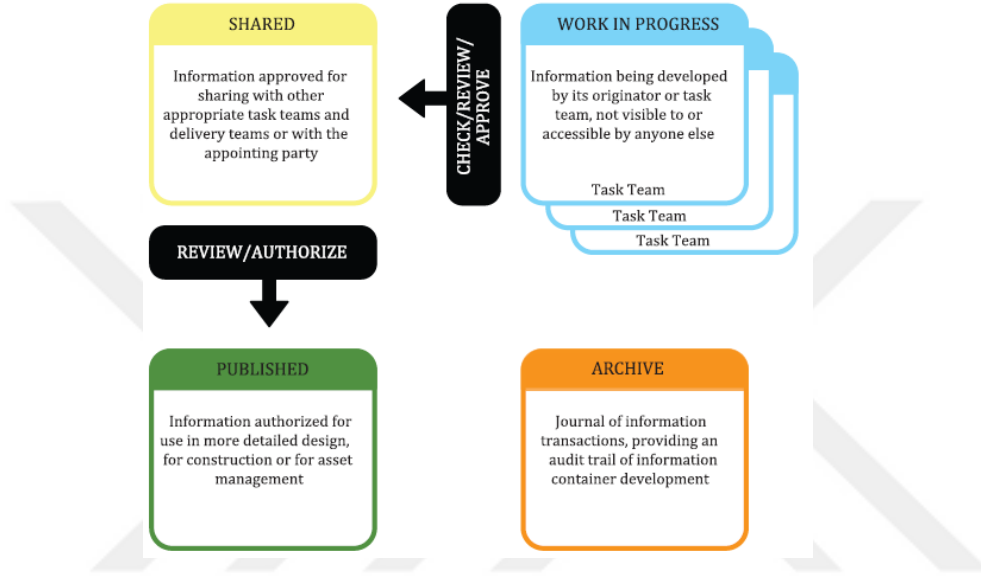 SHARED
Information approved for
sharing with other
appropriate task teams and
delivery teams or with the
appointing party
CHECK/REVIEW/
APPROVE
WORK IN PROGRESS
Information being developed
by its originator or task
team, not visible to or
accessible by anyone else
Task Team
Task Team
Task Team
REVIEW/AUTHORIZE
PUBLISHED
Information authorized for
use in more detailed design,
for construction or for asset
management
ARCHIVE
Journal of information
transactions, providing an
audit trail of information
container development